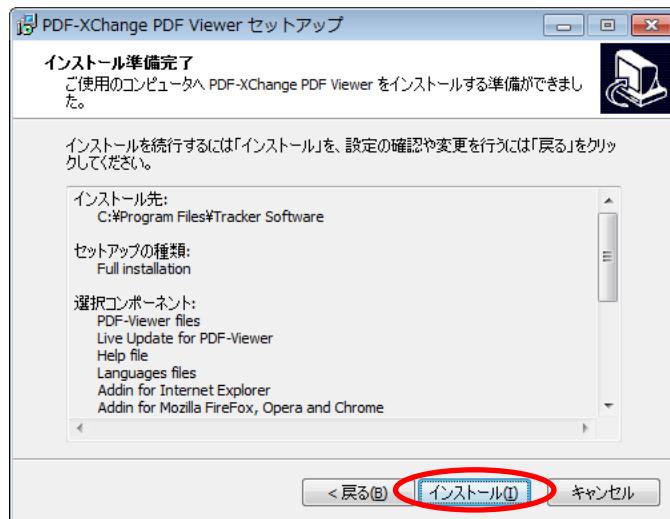 PDF-XChange PDF Viewer セットアップ
インストール準備完了
ご使用のコンピュータへ PDF-XChange PDF Viewer をインストールする準備ができまし
た。
インストールを続行するには「インストール」を、設定の確認や変更を行うには「戻る」をクリッ
クしてください。
インストール先:
C:¥Program Files¥Tracker Software
セットアップの種類:
Full installation
選択コンポーネント:
PDF-Viewer files
Live Update for PDF-Viewer
Help file
Languages files
Addin for Internet Explorer
Addin for Mozilla FireFox, Opera and Chrome
< 戻る(B)
インストール(I)
キャンセル